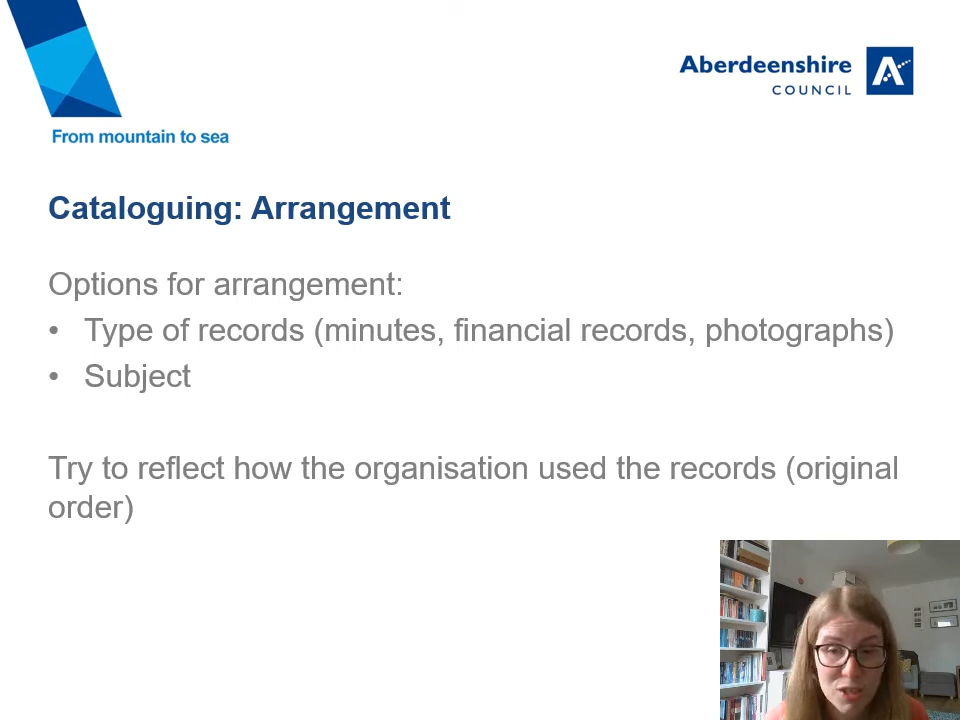 Aberdeenshire
COUNCIL
From mountain to sea
Cataloguing: Arrangement
Options for arrangement:
• Type of records (minutes, financial records, photographs)
• Subject
Try to reflect how the organisation used the records (original
order)